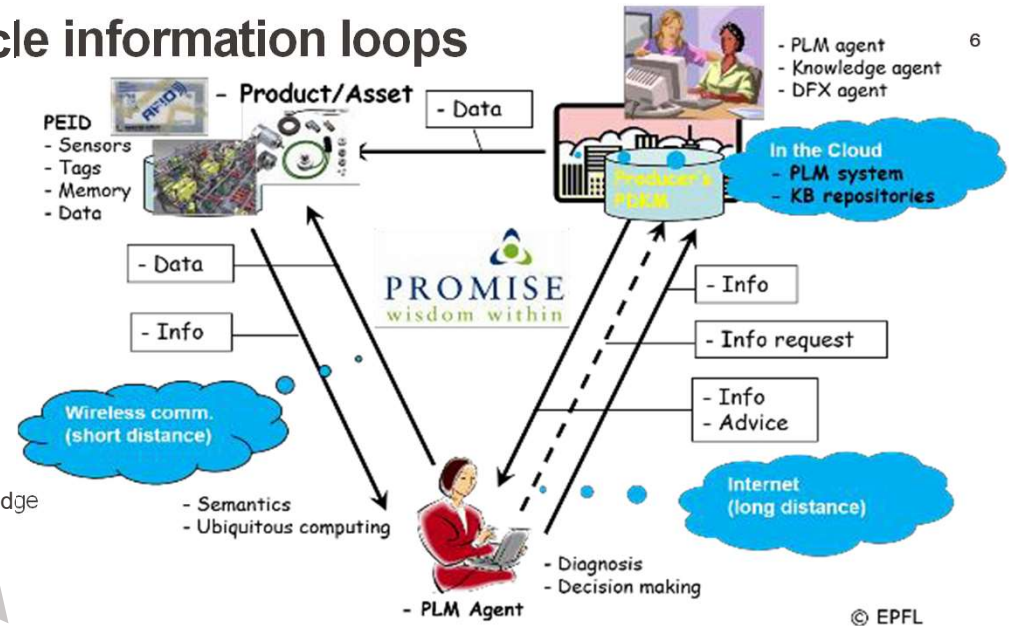 cle information loops
6
- PLM agent
- Knowledge agent
- DFX agent
- Product/Asset
- Data
RFID
PEID
- Sensors
- Tags
- Memory
- Data
In the Cloud
- PLM system
- KB repositories
Producer's
PDKM
- Data
- Info
PROMISE
wisdom within
- Info
- Info request
- Info
- Advice
Wireless comm.
(short distance)
Internet
(long distance)
dge
- Semantics
- Ubiquitous computing
- Diagnosis
- Decision making
- PLM Agent
© EPFL